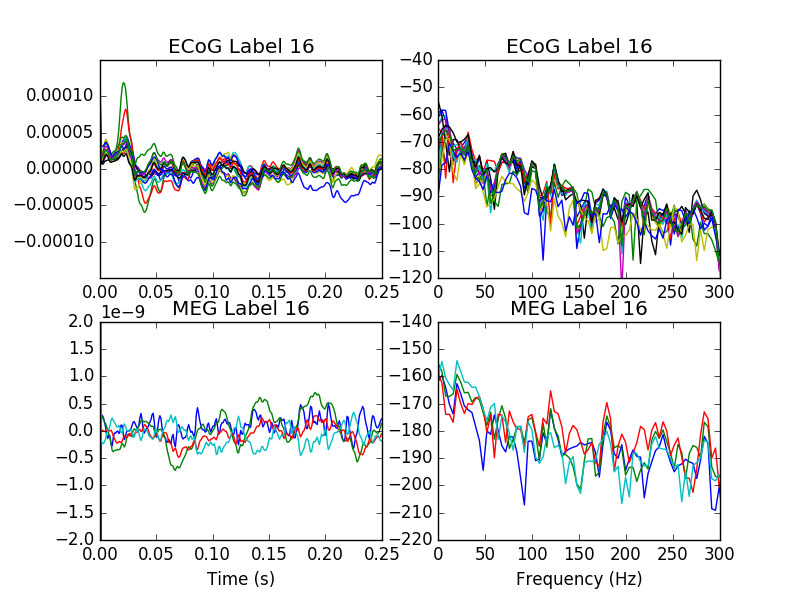 ECoG Label 16
0.00010
0.00005
0.00000
−0.00005
−0.00010
0.00 0.05 0.10 0.15 0.20 0.25
ECoG Label 16
−40
−50
−60
−70
−80
−90
−100
−110
−120
0 50 100 150 200 250 300
MEG Label 16
1e−9
2.0
1.5
1.0
0.5
0.0
−0.5
−1.0
−1.5
−2.0
0.00 0.05 0.10 0.15 0.20 0.25
Time (s)
MEG Label 16
−140
−150
−160
−170
−180
−190
−200
−210
−220
0 50 100 150 200 250 300
Frequency (Hz)